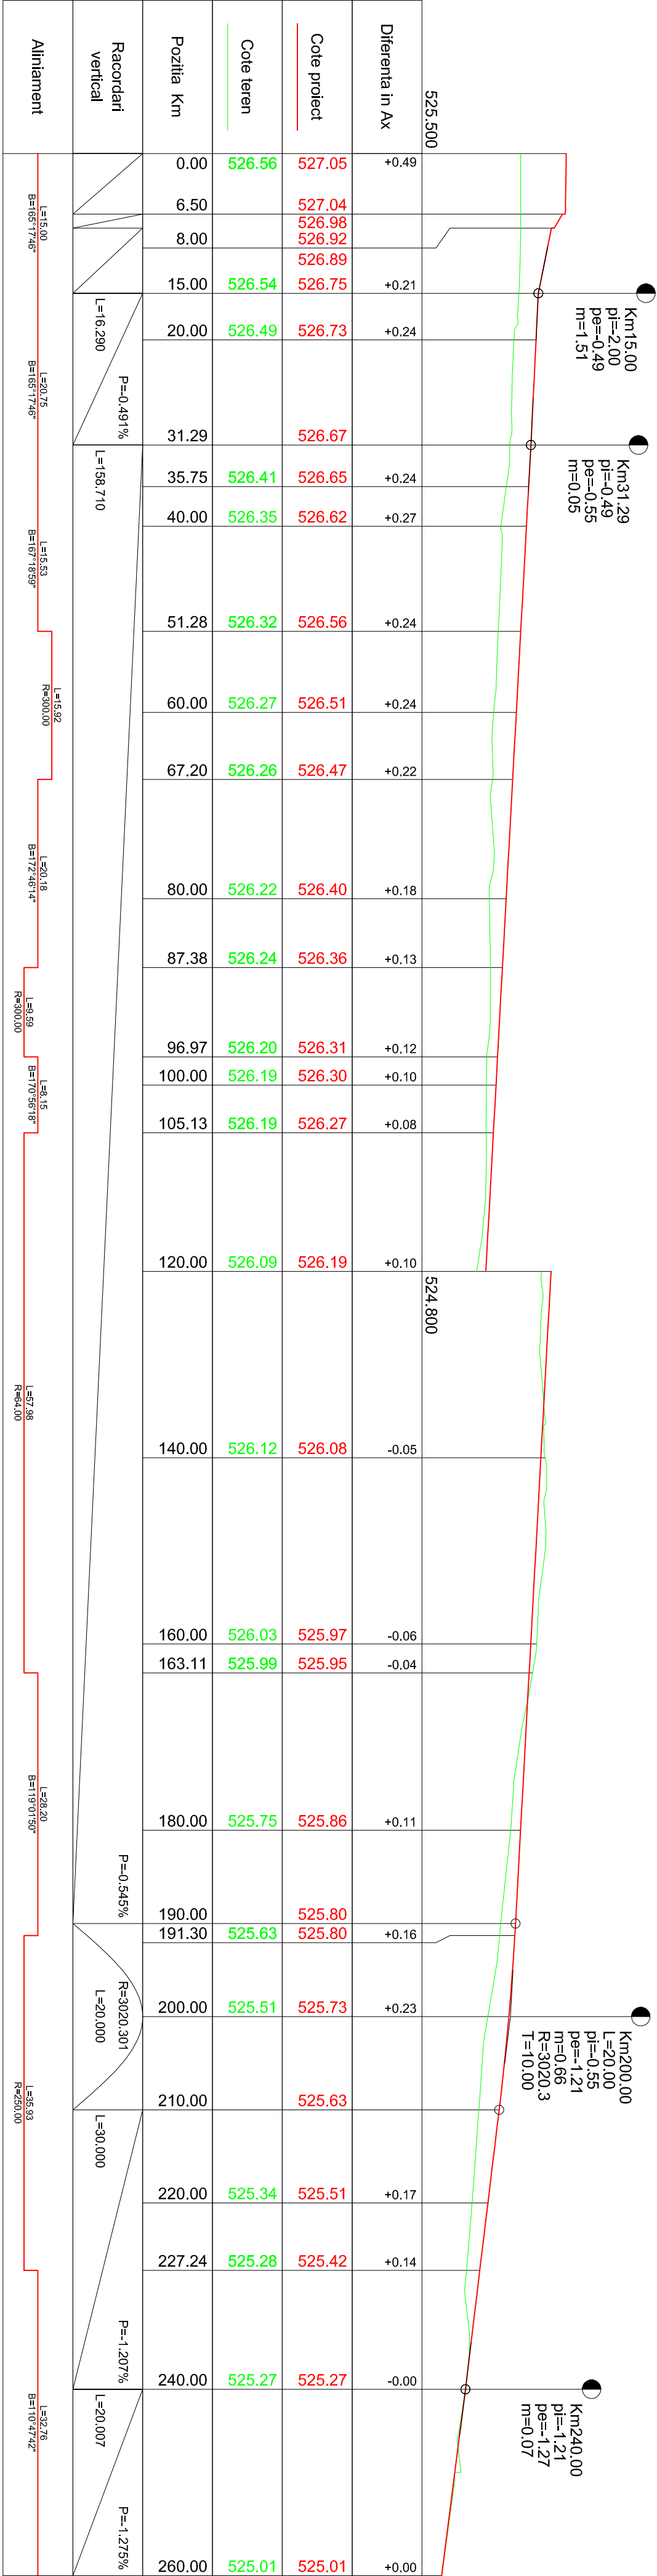 Km15.00
pi=-2.00
pe=-0.49
m=1.51
Km31.29
pi=-0.49
pe=-0.55
m=0.05
Km200.00
L=20.00
pi=-0.55
pe=-1.21
m=0.66
R=3020.3
T=10.00
Km240.00
pi=-1.21
pe=-1.27
m=0.07
525.500
524.800
Diferenta in Ax
+0.49
+0.21
+0.24
+0.24
+0.27
+0.24
+0.24
+0.22
+0.18
+0.13
+0.12
+0.10
+0.08
+0.10
-0.05
-0.06
-0.04
+0.11
+0.16
+0.23
+0.17
+0.14
-0.00
+0.00
Cote proiect
527.05
527.04
526.98
526.92
526.89
526.75
526.73
526.67
526.65
526.62
526.56
526.51
526.47
526.40
526.36
526.31
526.30
526.27
526.19
526.08
525.97
525.95
525.86
525.80
525.80
525.73
525.63
525.51
525.42
525.27
525.01
Cote teren
526.56
526.54
526.49
526.41
526.35
526.32
526.27
526.26
526.22
526.24
526.20
526.19
526.19
526.09
526.12
526.03
525.99
525.75
525.63
525.51
525.34
525.28
525.27
525.01
Pozitia Km
0.00
6.50
8.00
15.00
20.00
31.29
35.75
40.00
51.28
60.00
67.20
80.00
87.38
96.97
100.00
105.13
120.00
140.00
160.00
163.11
180.00
190.00
191.30
200.00
210.00
220.00
227.24
240.00
260.00
Racordari
vertical
L=16.290
P=-0.491%
L=158.710
P=-0.545%
R=3020.301
L=20.000
L=30.000
P=-1.207%
L=20.007
P=-1.275%
Aliniament
L=15.00
B=165°17'46"
L=20.75
B=165°17'46"
L=15.53
B=167°18'59"
L=15.92
R=300.00
L=20.18
B=172°46'14"
L=9.59
R=300.00
L=8.15
B=170°56'18"
L=57.98
R=64.00
L=28.20
B=119°01'50"
L=35.93
R=250.00
L=32.76
B=110°47'42"